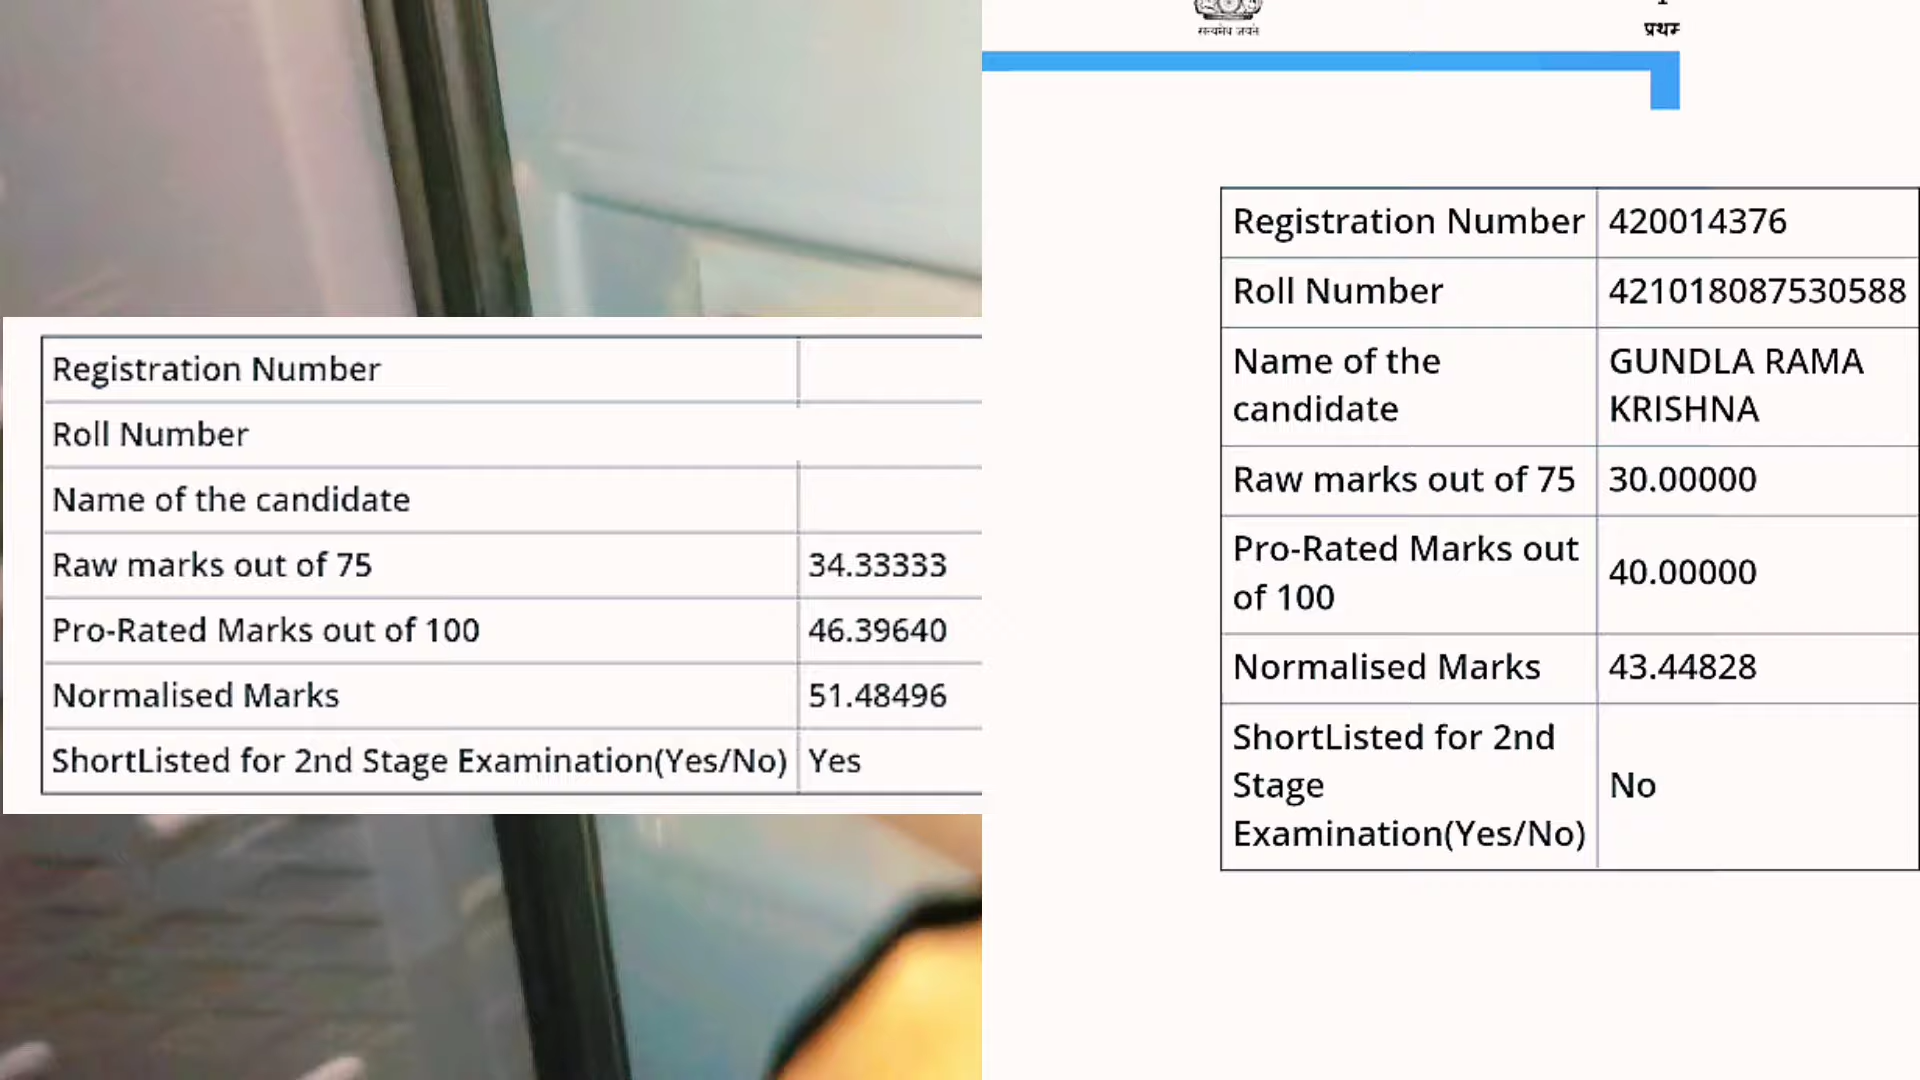 Registration Number
Roll Number
Name of the candidate
Raw marks out of 75 34.33333
Pro-Rated Marks out of 100 46.39640
Normalised Marks 51.48496
ShortListed for 2nd Stage Examination(Yes/No) Yes
सत्यमेव जयते
प्रथम
Registration Number 420014376
Roll Number 421018087530588
Name of the
candidate
GUNDLA RAMA
KRISHNA
Raw marks out of 75 30.00000
Pro-Rated Marks out
of 100
40.00000
Normalised Marks 43.44828
ShortListed for 2nd
Stage
Examination(Yes/No)
No